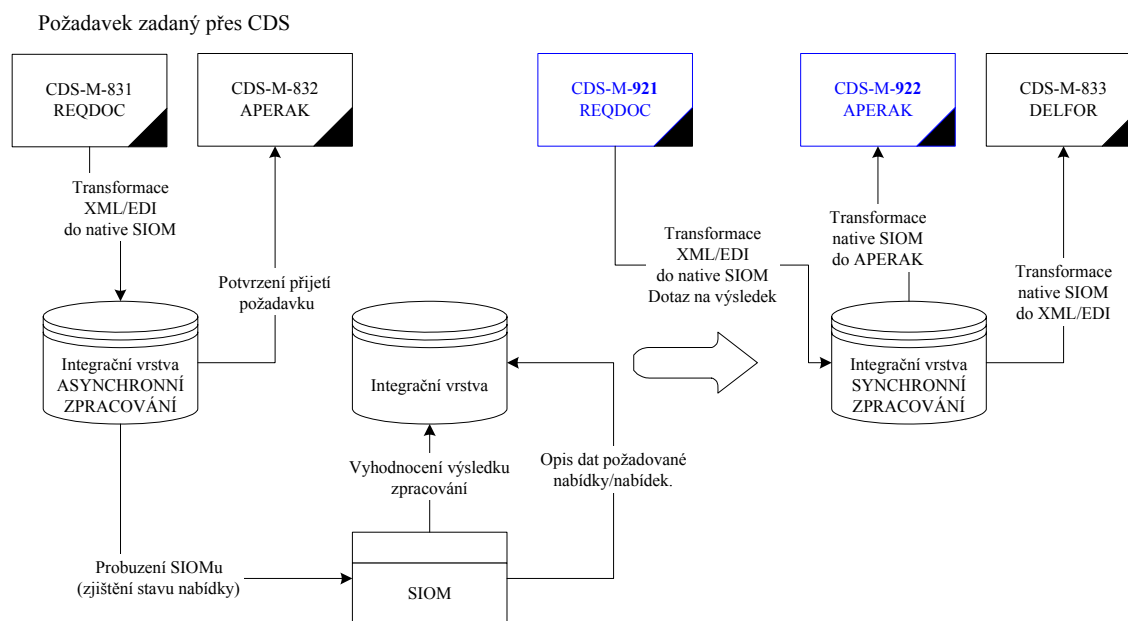 Požadavek zadaný přes CDS
CDS-M-831
REQDOC
CDS-M-832
APERAK
CDS-M-921
REQDOC
CDS-M-922
APERAK
CDS-M-833
DELFOR
Transformace
XML/EDI
do native SIOM
Potvrzení přijetí
požadavku
Transformace
XML/EDI
do native SIOM
Dotaz na výsledek
Transformace
native SIOM
do APERAK
Transformace
native SIOM
do XML/EDI
Integrační vrstva
ASYNCHRONNÍ
ZPRACOVÁNÍ
Integrační vrstva
Integrační vrstva
SYNCHRONNÍ
ZPRACOVÁNÍ
Vyhodnocení výsledku
zpracování
Opis dat požadované
nabídky/nabídek.
Probuzení SIOMu
(zjištění stavu nabídky)
SIOM